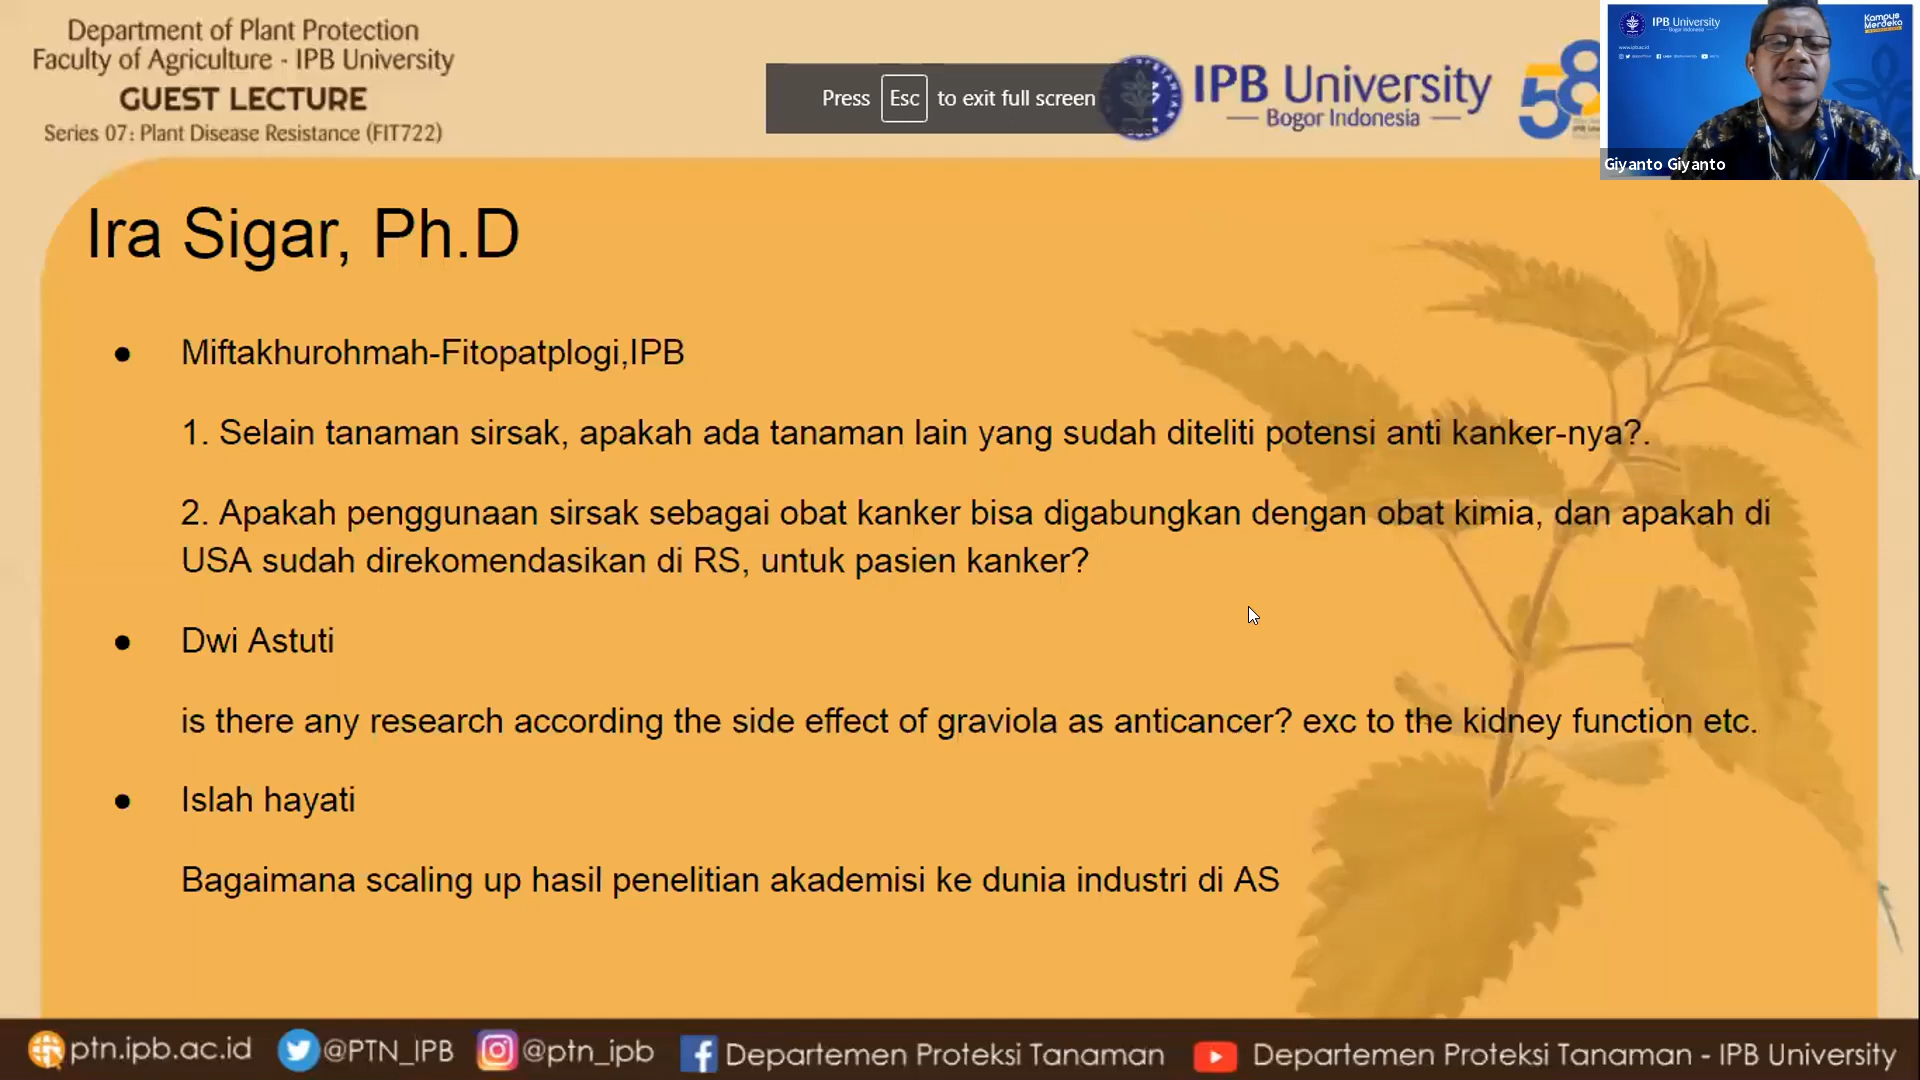 Department of Plant Protection
Faculty of Agriculture - IPB University
GUEST LECTURE
Series 07: Plant Disease Resistance (FIT722)
Press Esc to exit full screen
IPB University
Bogor Indonesia
58
IPB University
Bogor Indonesia
Kampus
Merdeka
Giyanto Giyanto
Ira Sigar, Ph.D
● Miftakhurohmah-Fitopatplogi,IPB
1. Selain tanaman sirsak, apakah ada tanaman lain yang sudah diteliti potensi anti kanker-nya?.
2. Apakah penggunaan sirsak sebagai obat kanker bisa digabungkan dengan obat kimia, dan apakah di
USA sudah direkomendasikan di RS, untuk pasien kanker?
● Dwi Astuti
is there any research according the side effect of graviola as anticancer? exc to the kidney function etc.
● Islah hayati
Bagaimana scaling up hasil penelitian akademisi ke dunia industri di AS
ptn.ipb.ac.id @PTN_IPB @ptn_ipb Departemen Proteksi Tanaman Departemen Proteksi Tanaman - IPB University